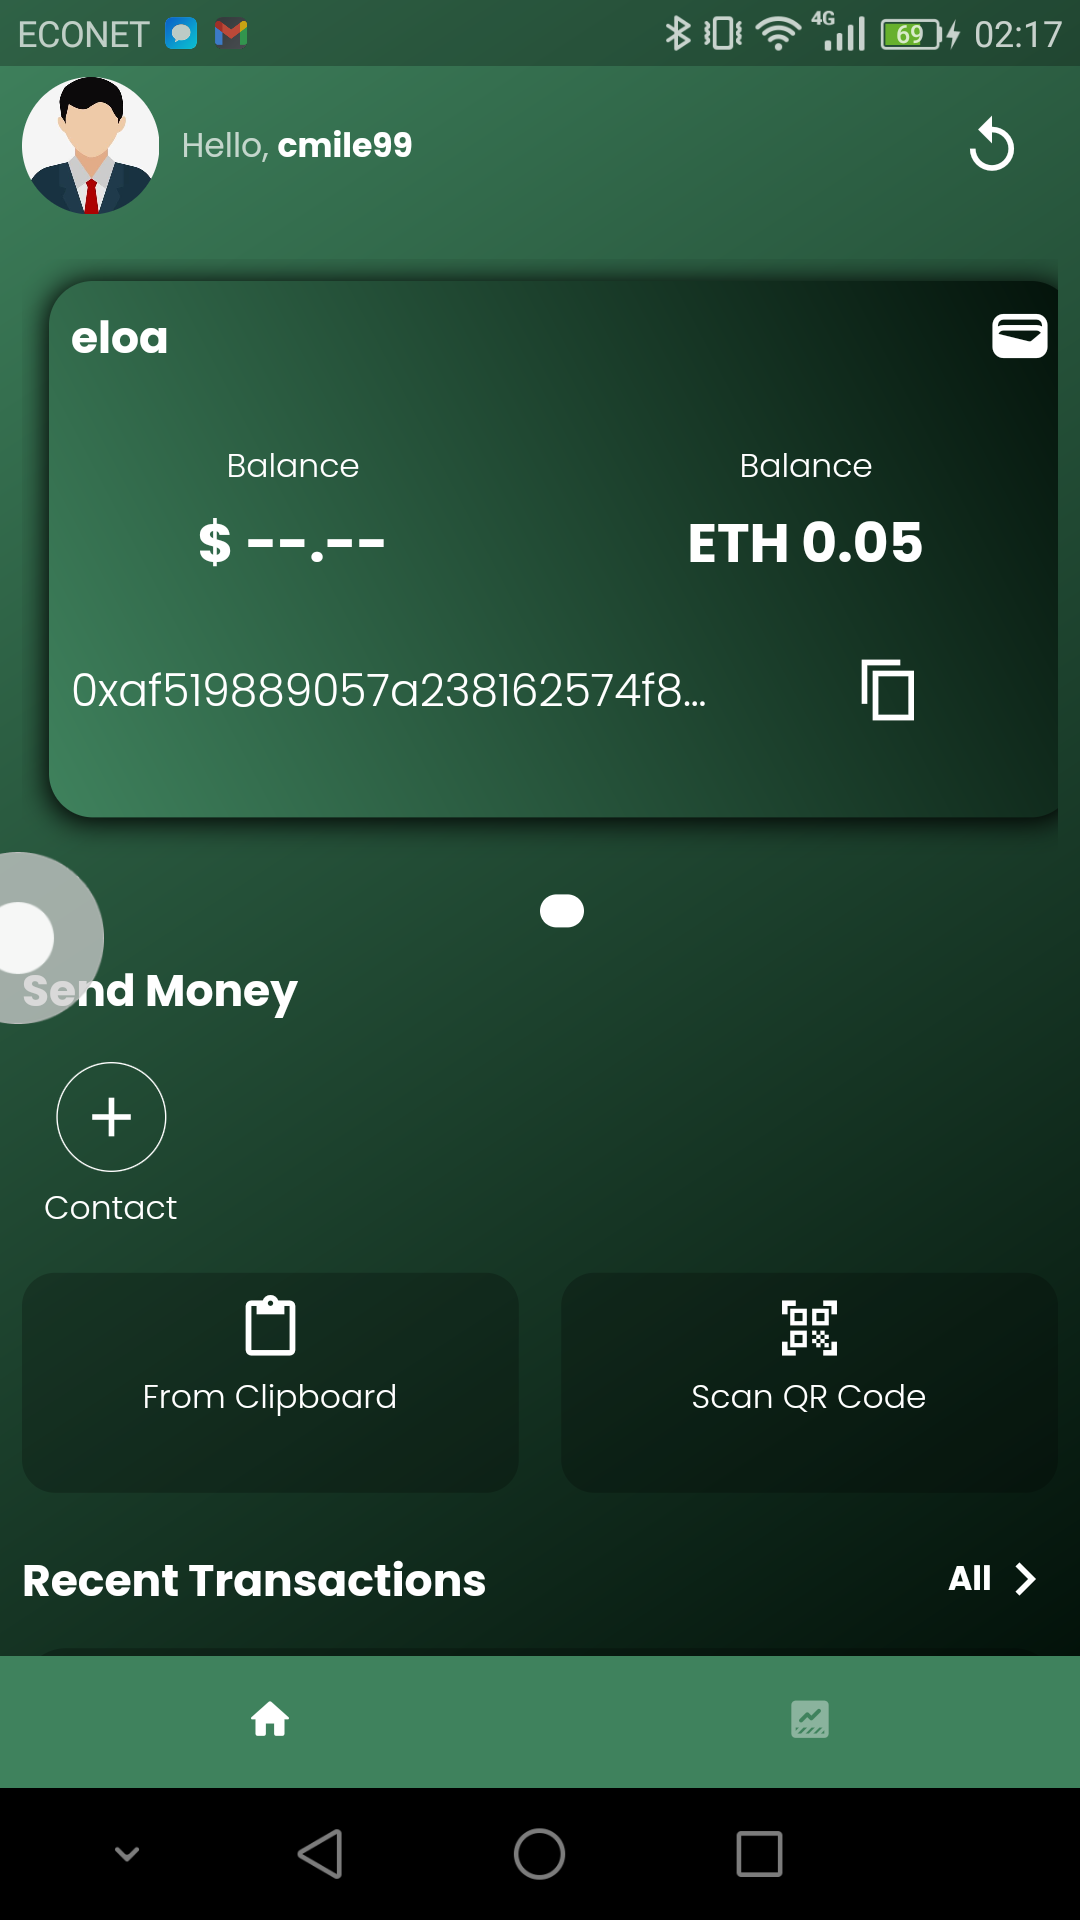 ECONET 4G 69 02:17
Hello, cmile99
eloa
Balance Balance
$ --.-- ETH 0.05
0xaf519889057a238162574f8...
Send Money
Contact
From Clipboard Scan QR Code
Recent Transactions All